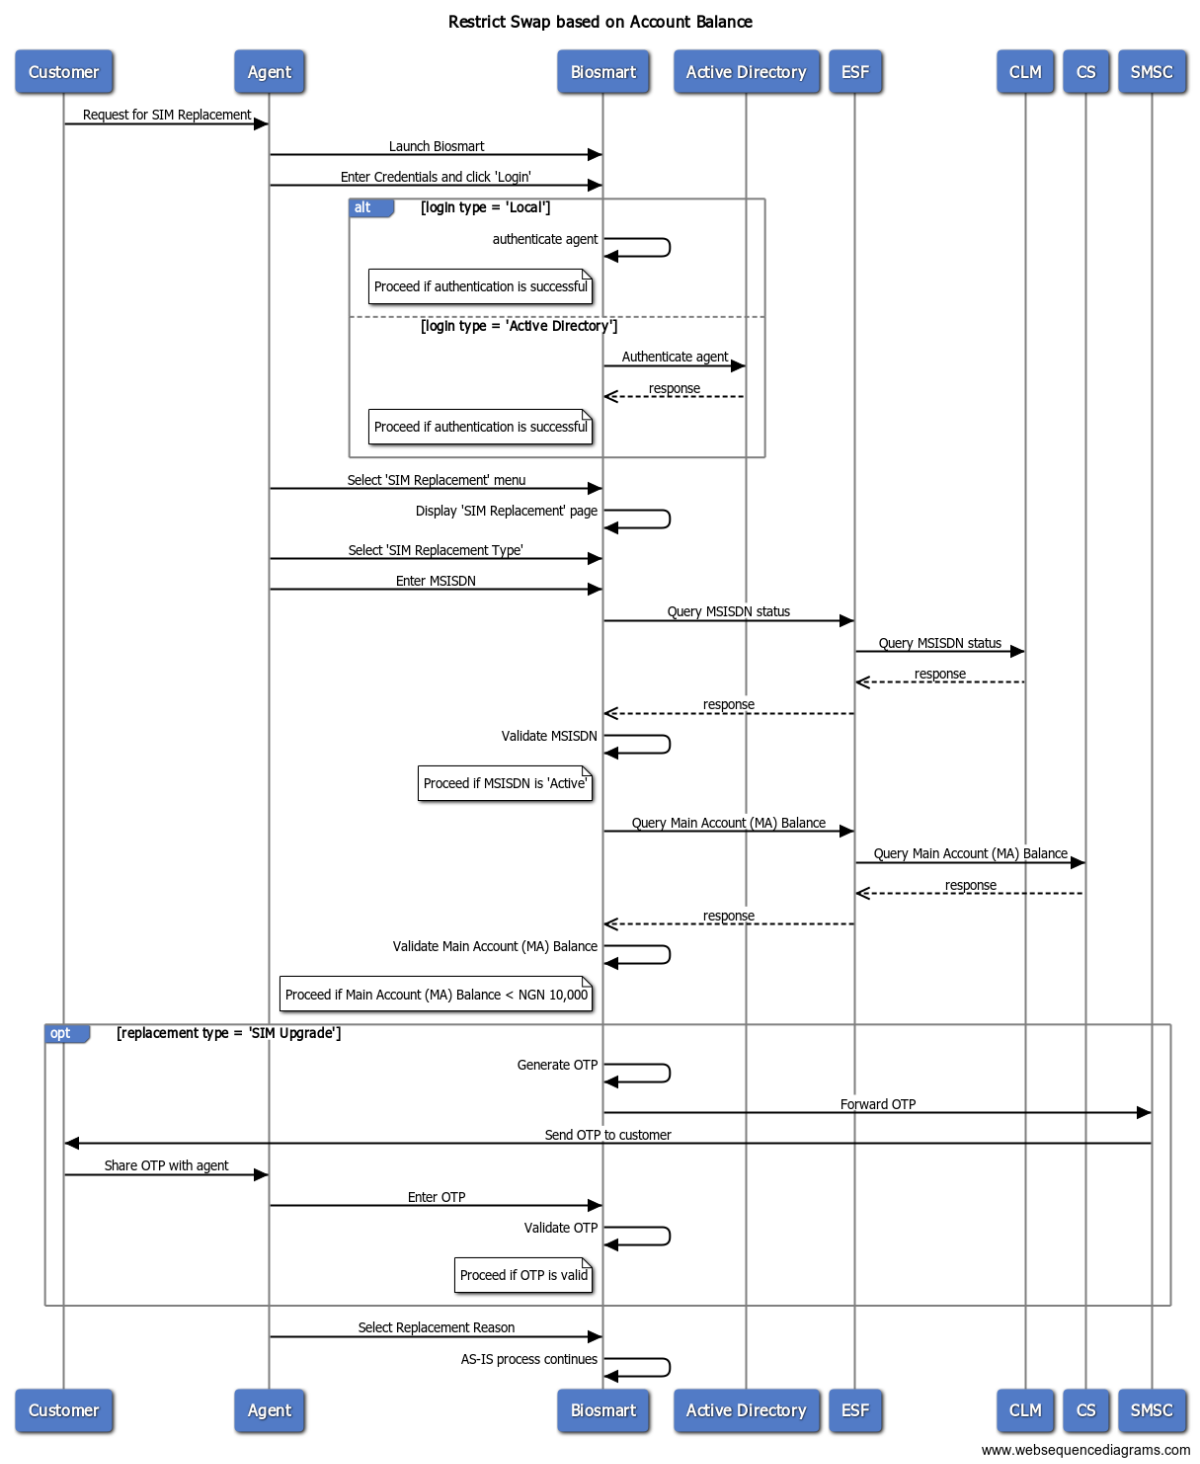 Restrict Swap based on Account Balance
Customer
Agent
Biosmart
Active Directory
ESF
CLM
CS
SMSC
Request for SIM Replacement
Launch Biosmart
Enter Credentials and click 'Login'
alt
[login type = 'Local']
authenticate agent
Proceed if authentication is successful
[login type = 'Active Directory']
Authenticate agent
response
Proceed if authentication is successful
Select 'SIM Replacement' menu
Display 'SIM Replacement' page
Select 'SIM Replacement Type'
Enter MSISDN
Query MSISDN status
Query MSISDN status
response
response
Validate MSISDN
Proceed if MSISDN is 'Active'
Query Main Account (MA) Balance
Query Main Account (MA) Balance
response
response
Validate Main Account (MA) Balance
Proceed if Main Account (MA) Balance < NGN 10,000
opt
[replacement type = 'SIM Upgrade']
Generate OTP
Forward OTP
Send OTP to customer
Share OTP with agent
Enter OTP
Validate OTP
Proceed if OTP is valid
Select Replacement Reason
AS-IS process continues
Customer
Agent
Biosmart
Active Directory
ESF
CLM
CS
SMSC
www.websequencediagrams.com